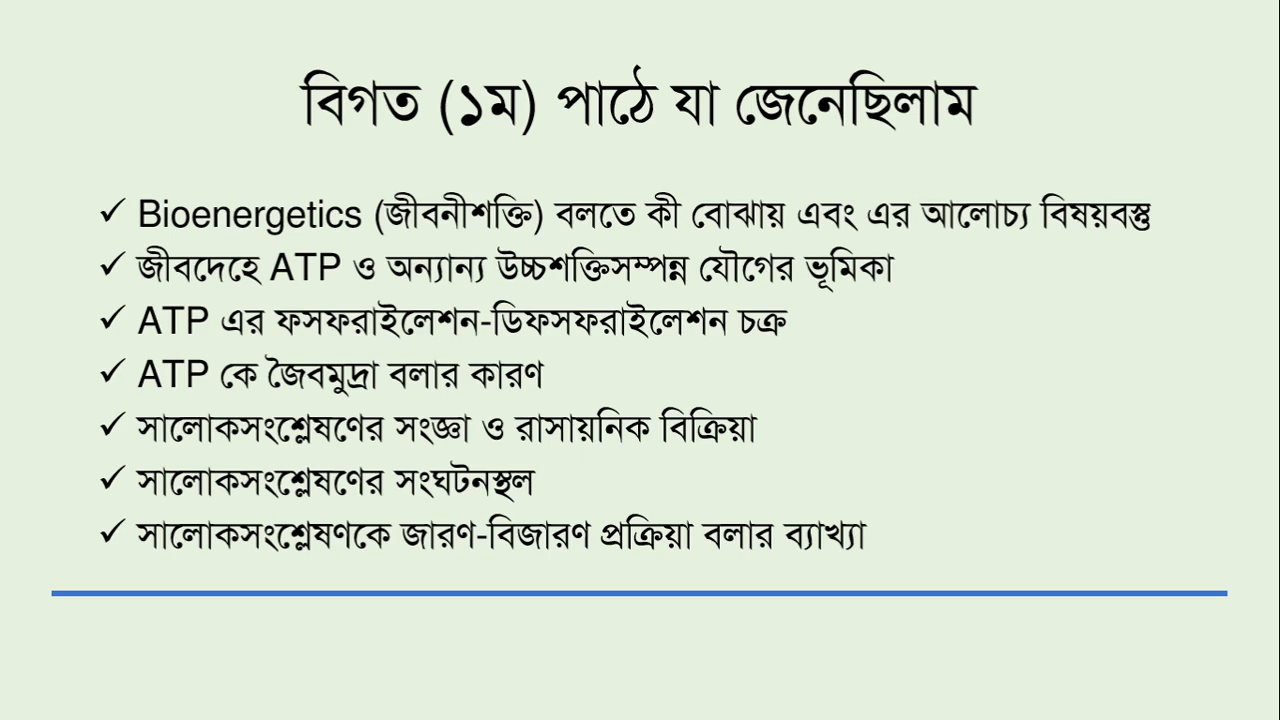 বিগত (১ম) পাঠে যা জেনেছিলাম
✓ Bioenergetics (জীবনীশক্তি) বলতে কী বোঝায় এবং এর আলোচ্য বিষয়বস্তু
✓ জীবদেহে ATP ও অন্যান্য উচ্চশক্তিসম্পন্ন যৌগের ভূমিকা
✓ ATP এর ফসফরাইলেশন-ডিফসফরাইলেশন চক্র
✓ ATP কে জৈবমুদ্রা বলার কারণ
✓ সালোকসংশ্লেষণের সংজ্ঞা ও রাসায়নিক বিক্রিয়া
✓ সালোকসংশ্লেষণের সংঘটনস্থল
✓ সালোকসংশ্লেষণকে জারণ-বিজারণ প্রক্রিয়া বলার ব্যাখ্যা